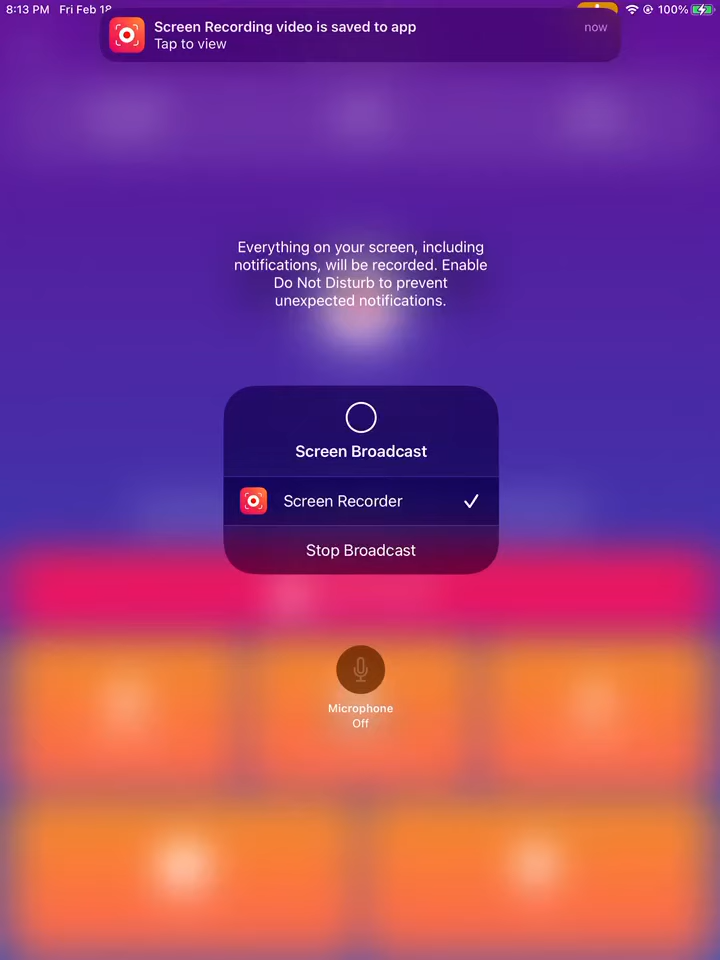 8:13 PM Fri Feb 18
100%
Screen Recording video is saved to app
now
Tap to view
Everything on your screen, including
notifications, will be recorded. Enable
Do Not Disturb to prevent
unexpected notifications.
Screen Broadcast
Screen Recorder
Stop Broadcast
Microphone
Off